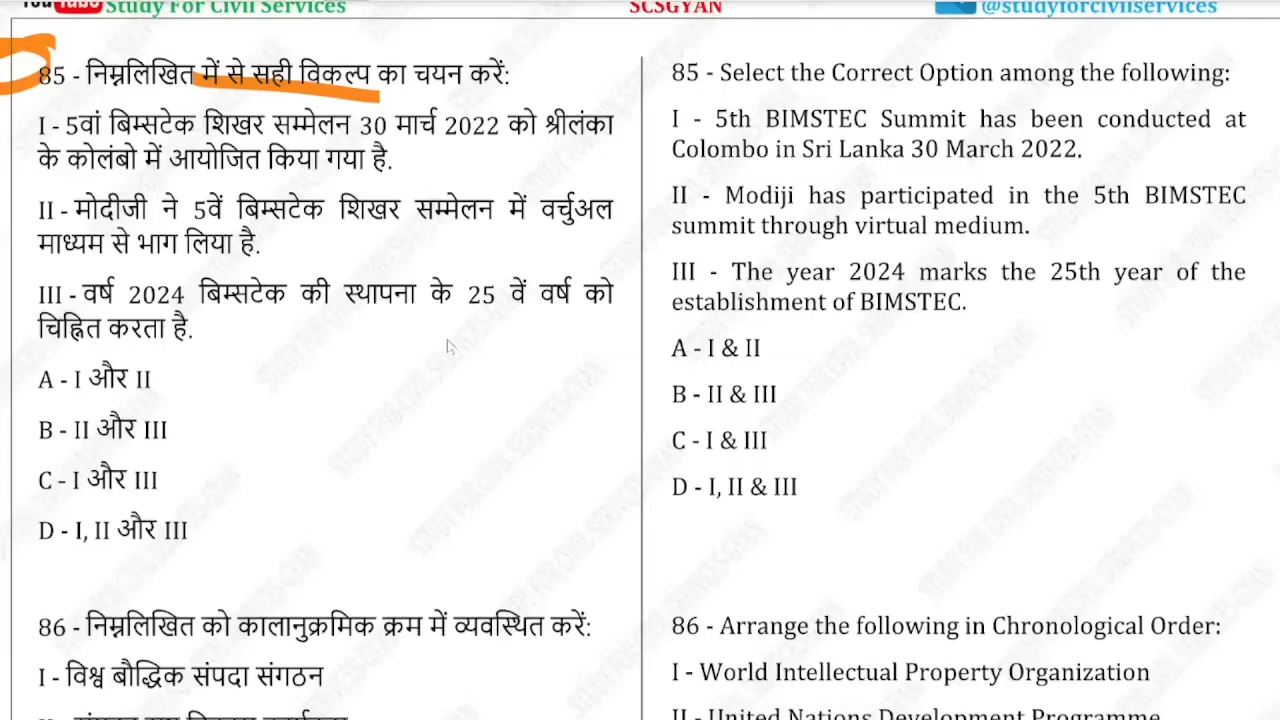 YouTube Study For Civil Services
SCSGYAN
@studyforcivilservices
85 - निम्नलिखित में से सही विकल्प का चयन करें:
I - 5वां बिम्सटेक शिखर सम्मेलन 30 मार्च 2022 को श्रीलंका
के कोलंबो में आयोजित किया गया है.
II - मोदीजी ने 5वें बिम्सटेक शिखर सम्मेलन में वर्चुअल
माध्यम से भाग लिया है.
III - वर्ष 2024 बिम्सटेक की स्थापना के 25 वें वर्ष को
चिह्नित करता है.
A - I और II
B - II और III
C - I और III
D - I, II और III
86 - निम्नलिखित को कालानुक्रमिक क्रम में व्यवस्थित करें:
I - विश्व बौद्धिक संपदा संगठन
85 - Select the Correct Option among the following:
I - 5th BIMSTEC Summit has been conducted at
Colombo in Sri Lanka 30 March 2022.
II - Modiji has participated in the 5th BIMSTEC
summit through virtual medium.
III - The year 2024 marks the 25th year of the
establishment of BIMSTEC.
A - I & II
B - II & III
C - I & III
D - I, II & III
86 - Arrange the following in Chronological Order:
I - World Intellectual Property Organization
II - United Nations Development Programme